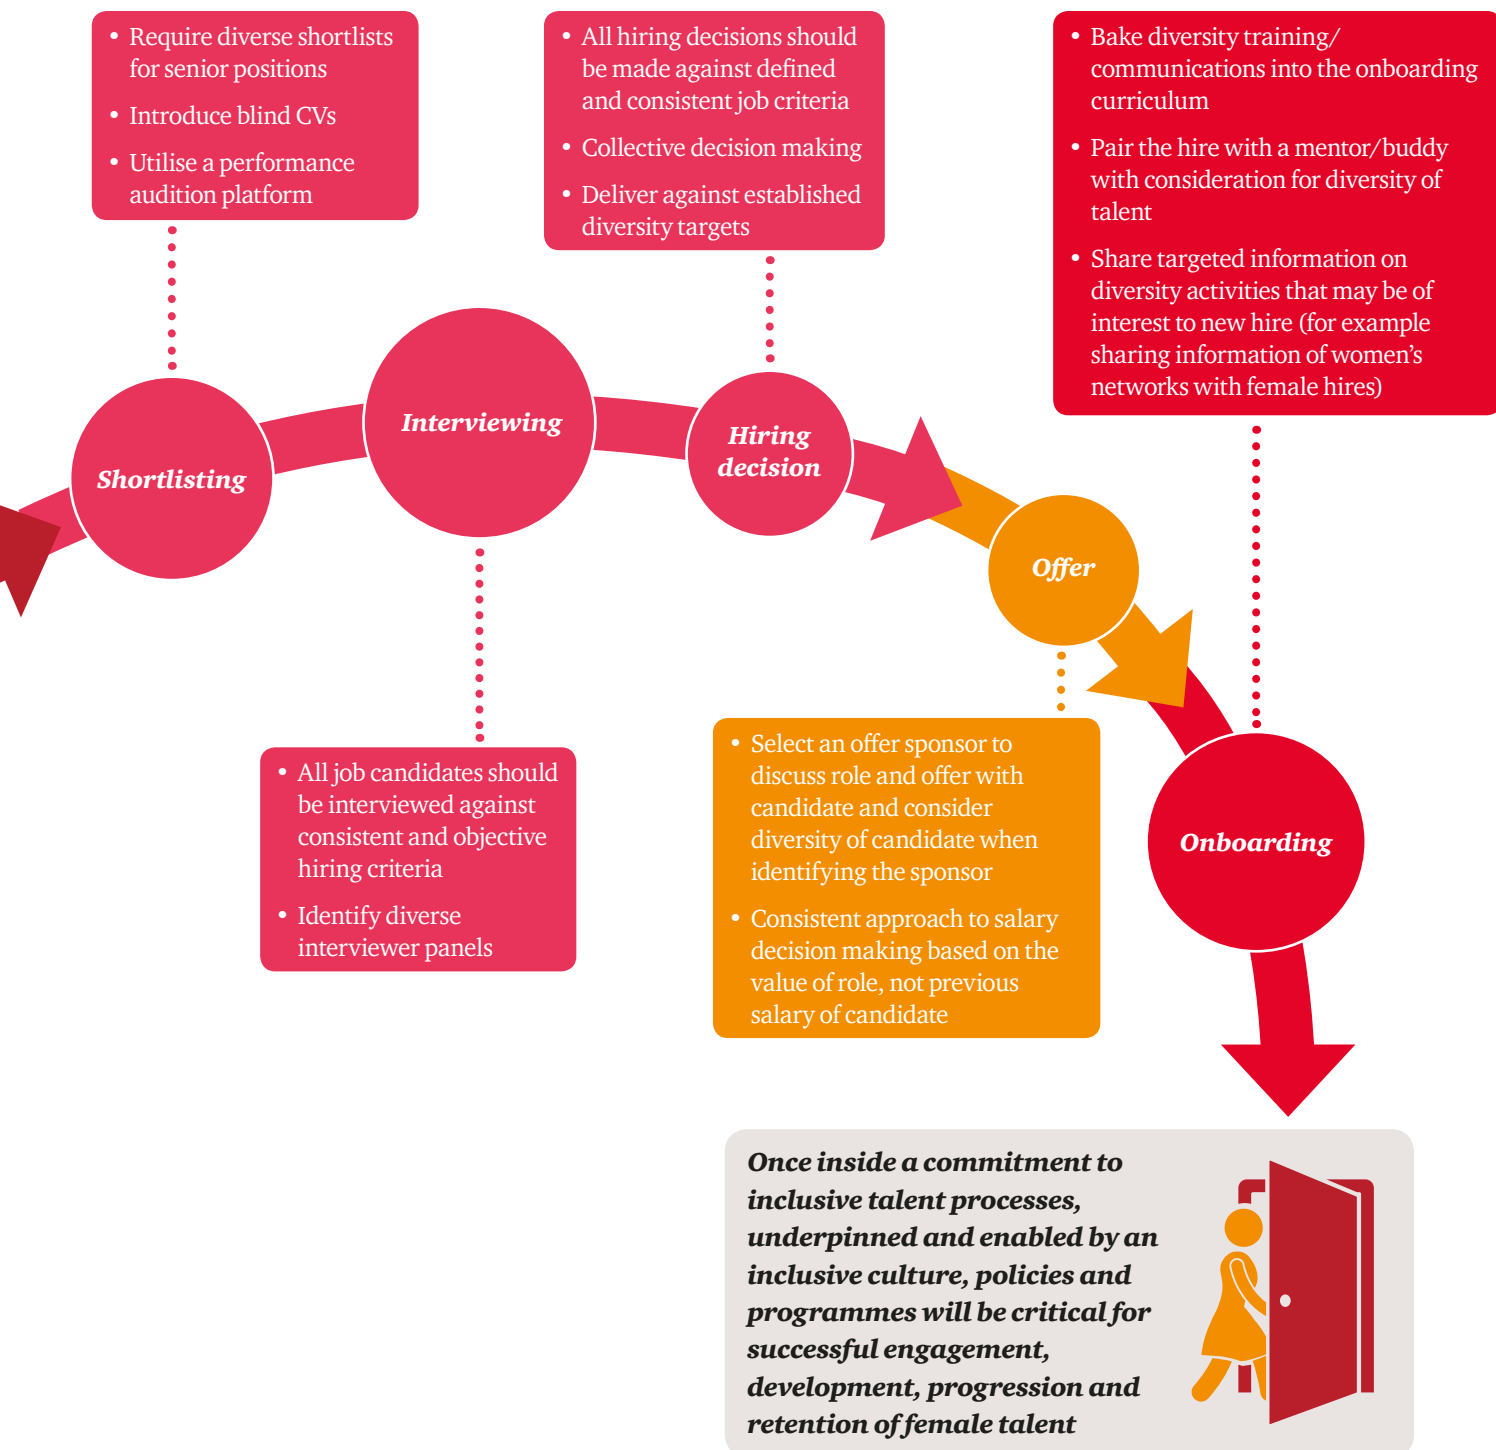 • Require diverse shortlists
for senior positions
• Introduce blind CVs
• Utilise a performance
audition platform
• All hiring decisions should
be made against defined
and consistent job criteria
• Collective decision making
• Deliver against established
diversity targets
• Bake diversity training/
communications into the onboarding
curriculum
• Pair the hire with a mentor/buddy
with consideration for diversity of
talent
• Share targeted information on
diversity activities that may be of
interest to new hire (for example
sharing information of women’s
networks with female hires)
Shortlisting
Interviewing
Hiring
decision
Offer
Onboarding
• All job candidates should
be interviewed against
consistent and objective
hiring criteria
• Identify diverse
interviewer panels
• Select an offer sponsor to
discuss role and offer with
candidate and consider
diversity of candidate when
identifying the sponsor
• Consistent approach to salary
decision making based on the
value of role, not previous
salary of candidate
Once inside a commitment to
inclusive talent processes,
underpinned and enabled by an
inclusive culture, policies and
programmes will be critical for
successful engagement,
development, progression and
retention of female talent